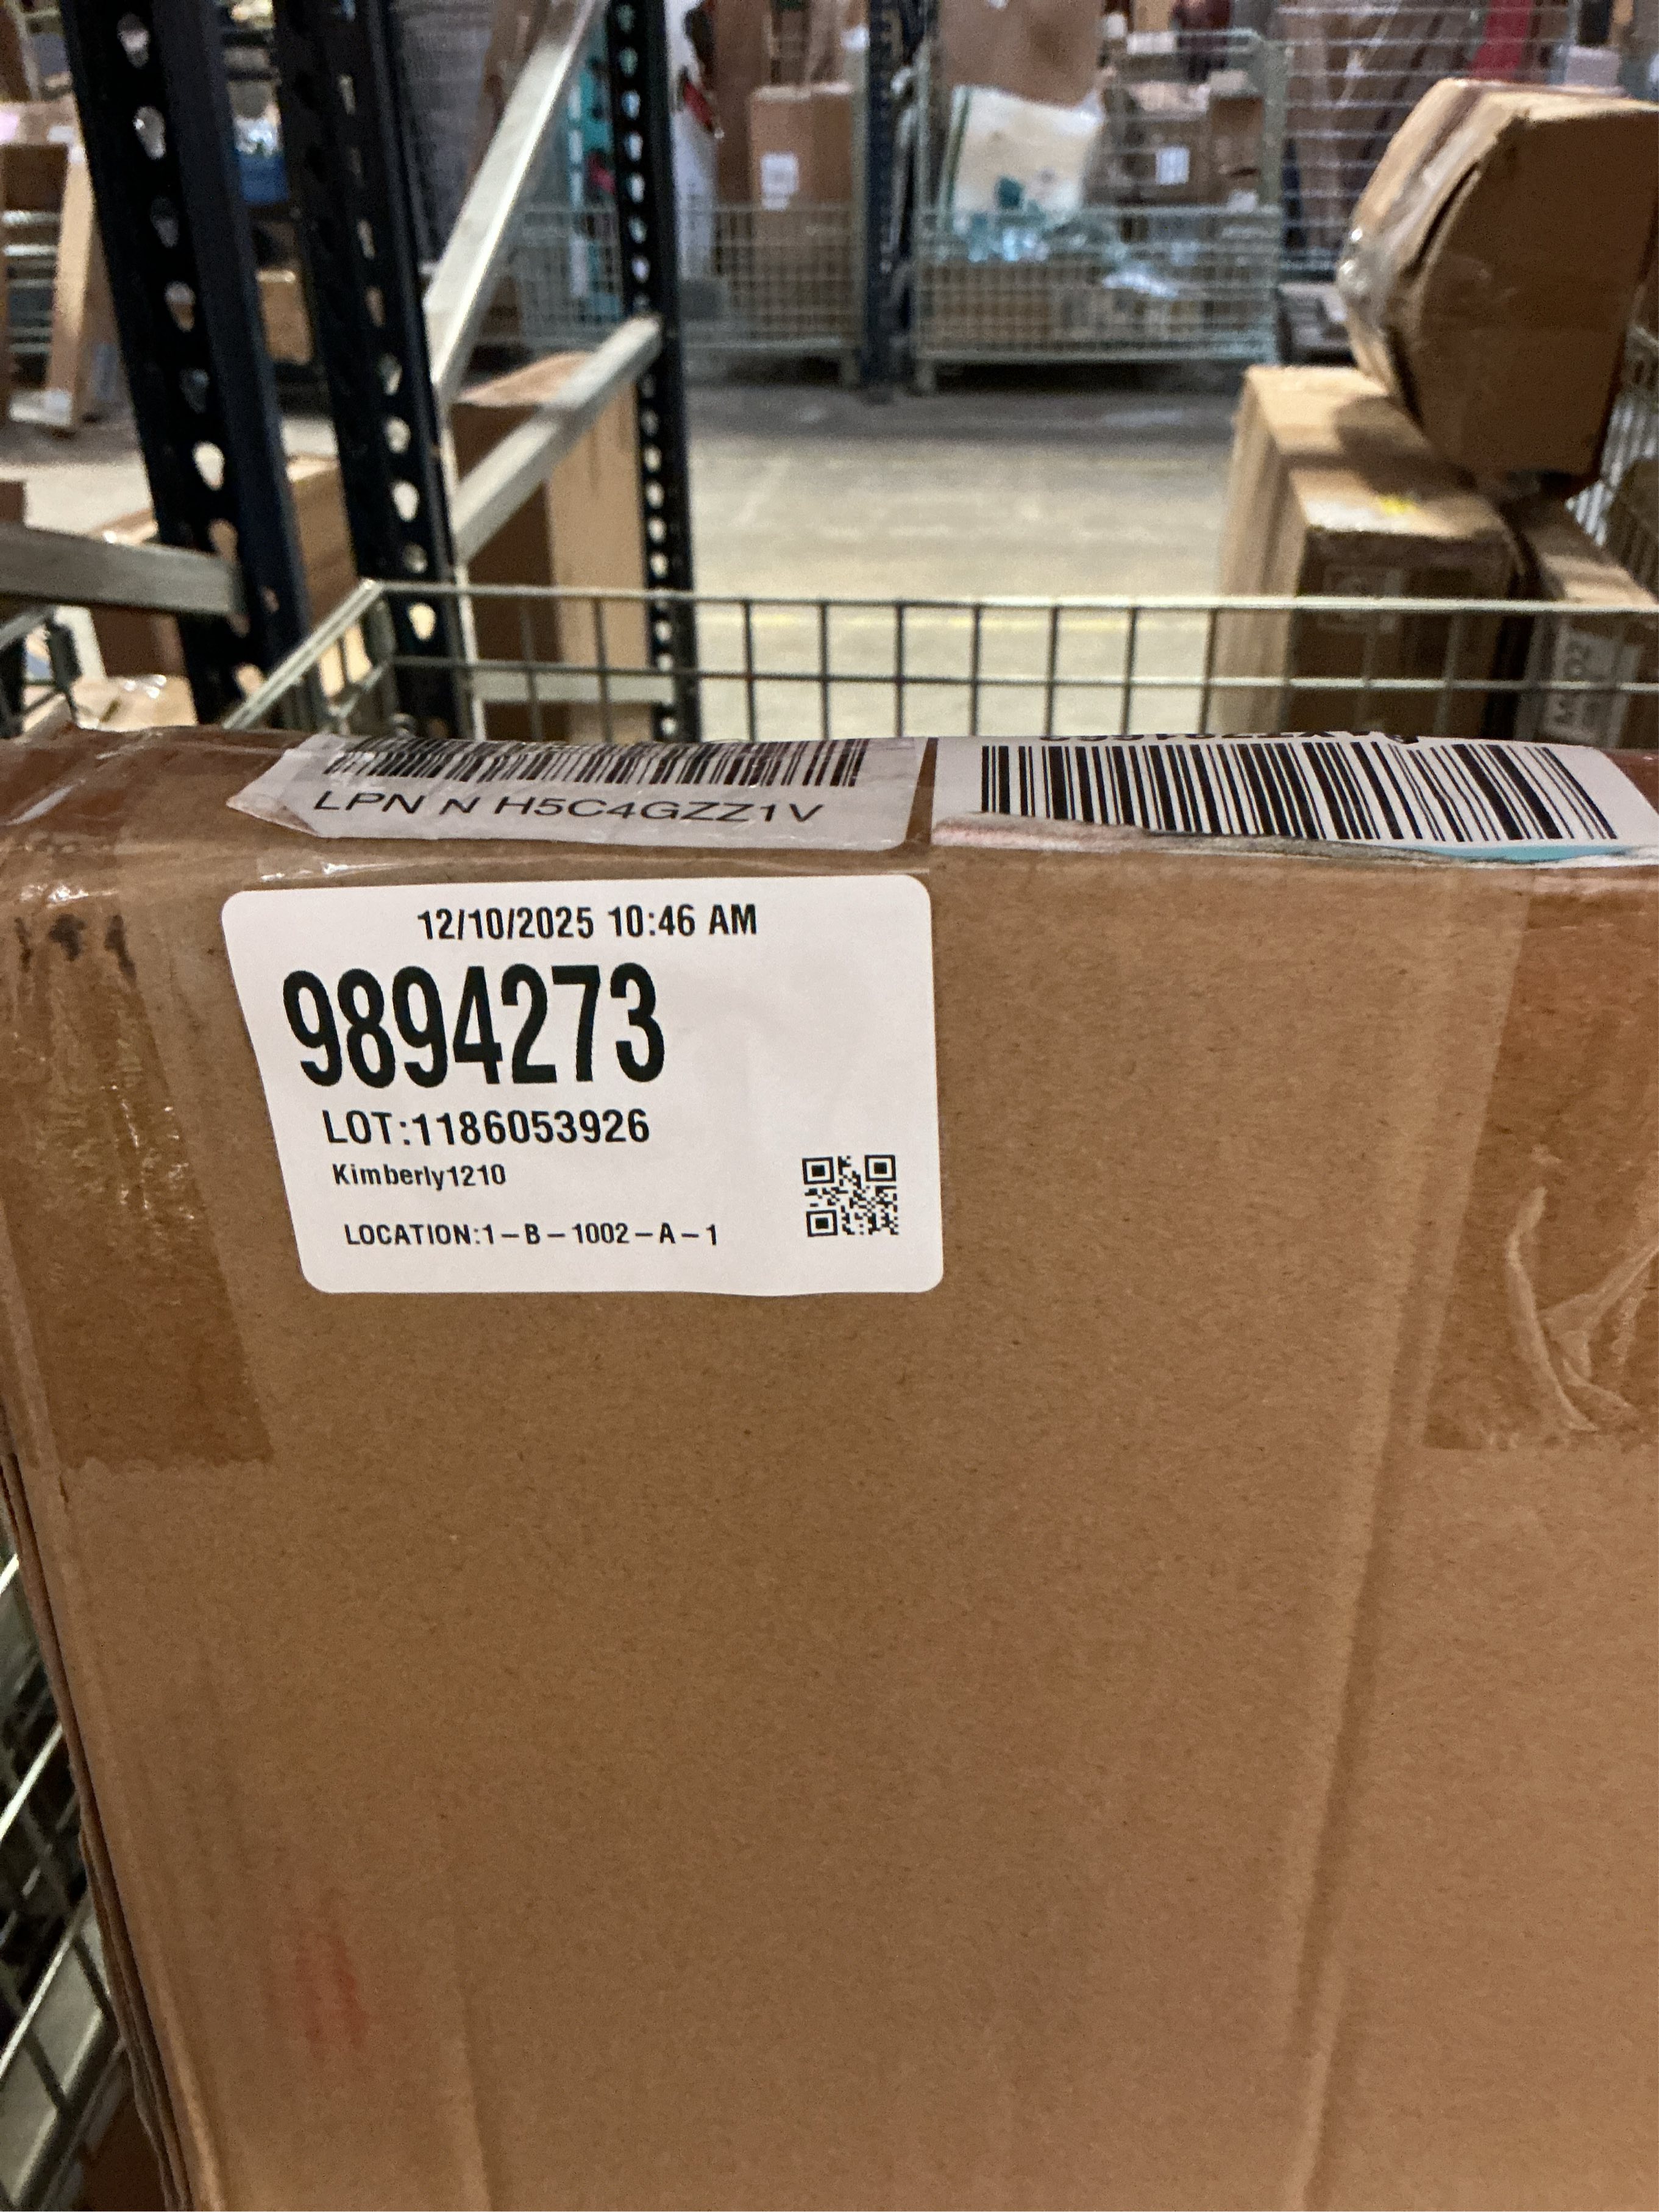 LPN N H5C4GZZ1V
12/10/2025 10:46 AM
9894273
LOT:1186053926
Kimberly1210
LOCATION:1-B-1002-A-1